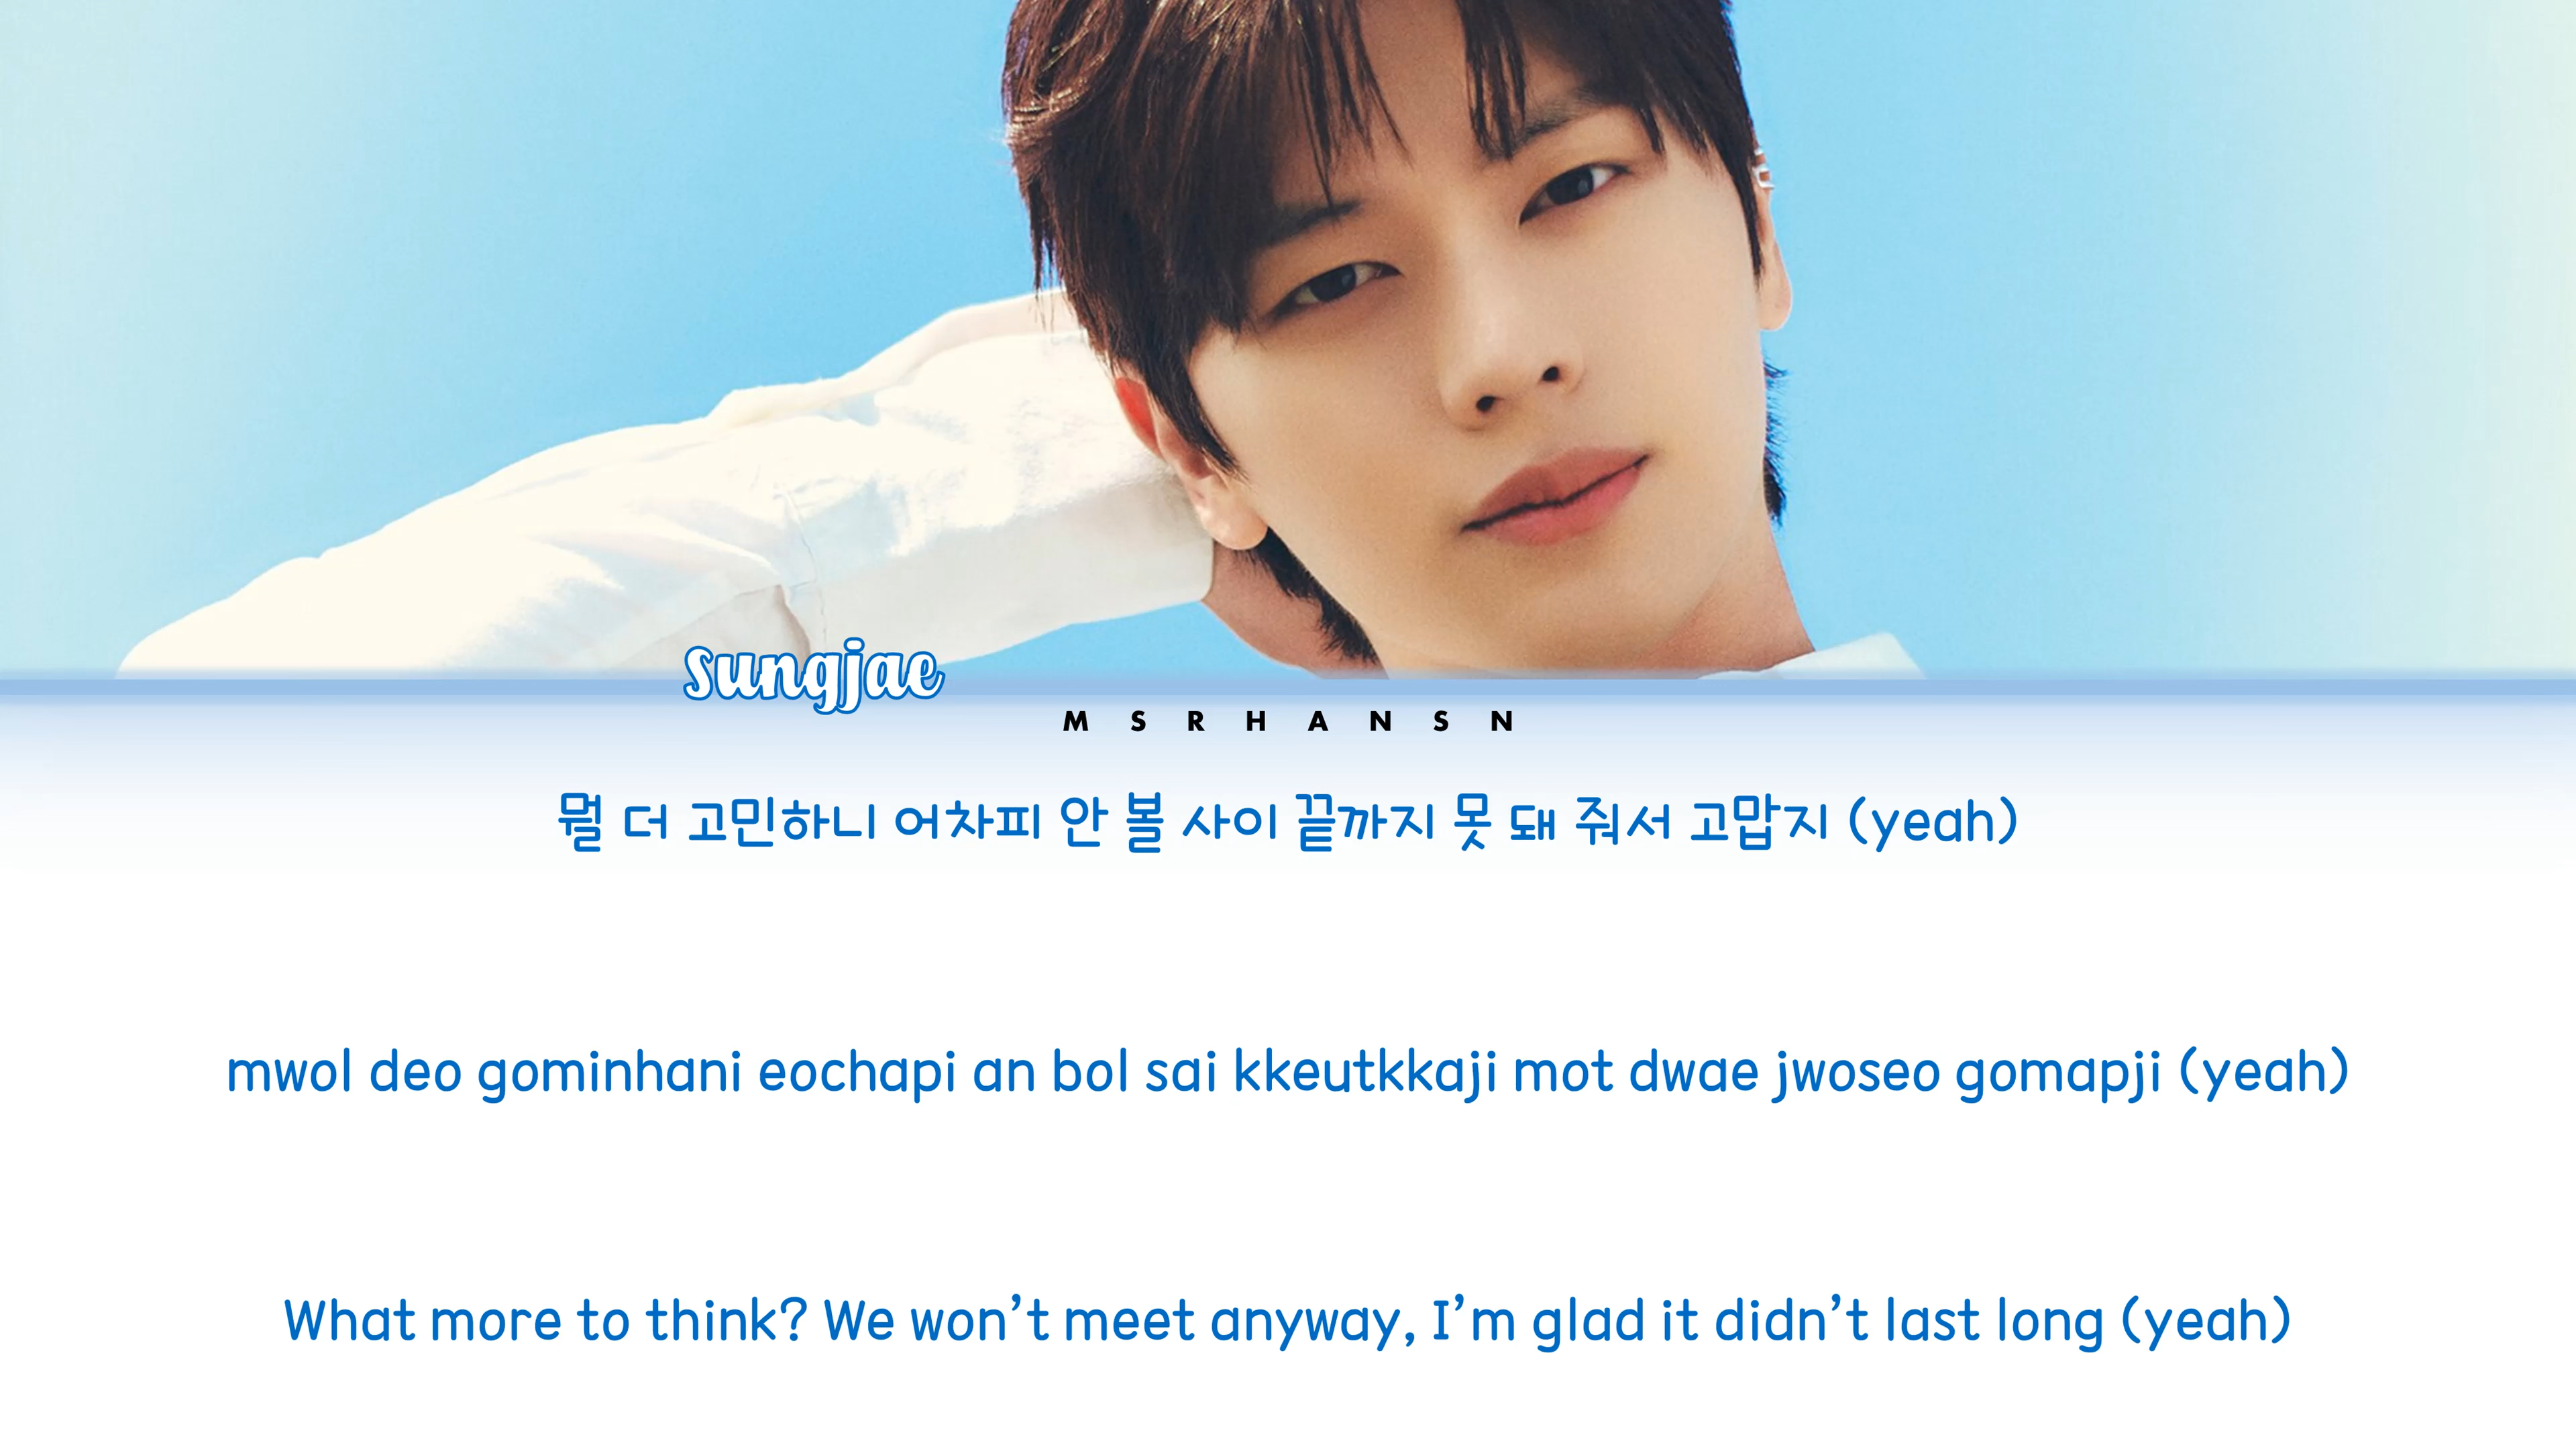 sungjae
MSRHANSN
뭘 더 고민하니 어차피 안 볼 사이 끝까지 못 돼 줘서 고맙지 (yeah)
mwol deo gominhani eochapi an bol sai kkeutkkaji mot dwae jwoseo gomapji (yeah)
What more to think? We won’t meet anyway, I’m glad it didn’t last long (yeah)